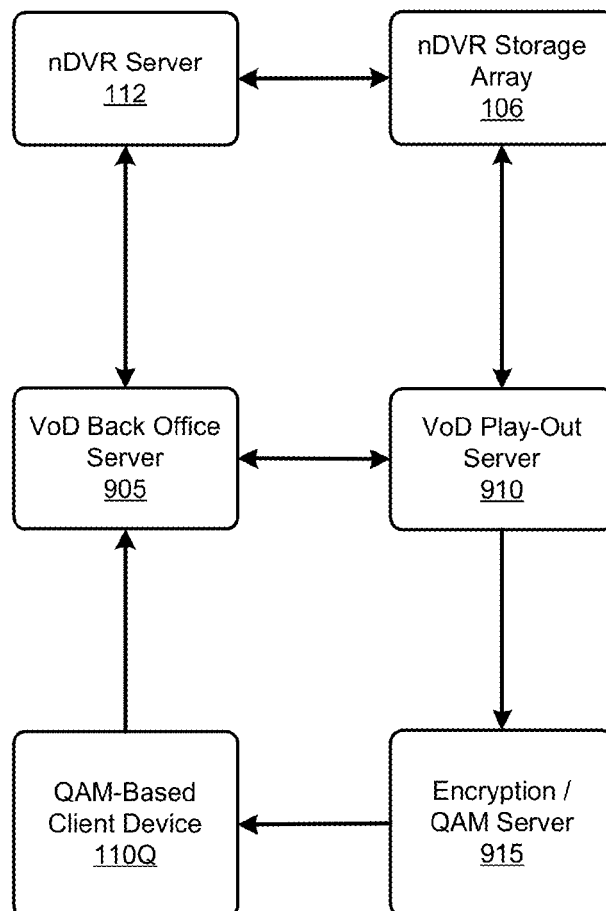 nDVR Server
112
nDVR Storage
Array
106
VoD Back Office
Server
905
VoD Play-Out
Server
910
QAM-Based
Client Device
110Q
Encryption /
QAM Server
915